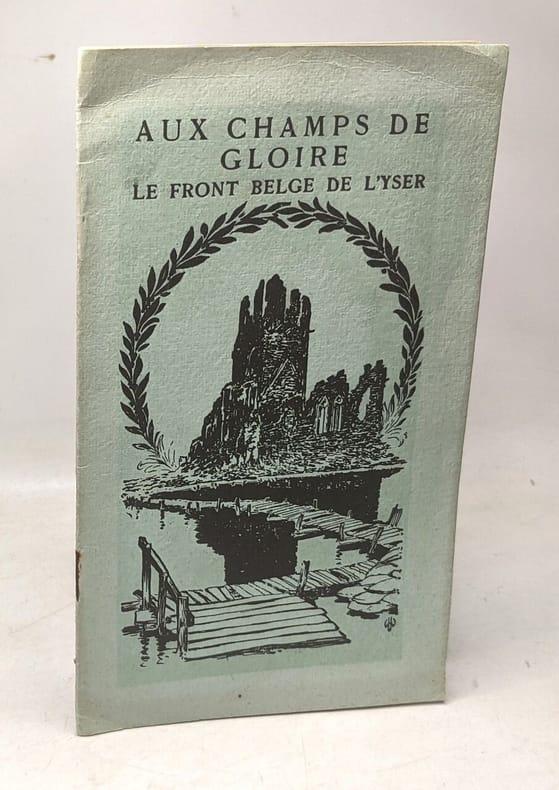 AUX CHAMPS DE
GLOIRE
LE FRONT BELGE DE L'YSER